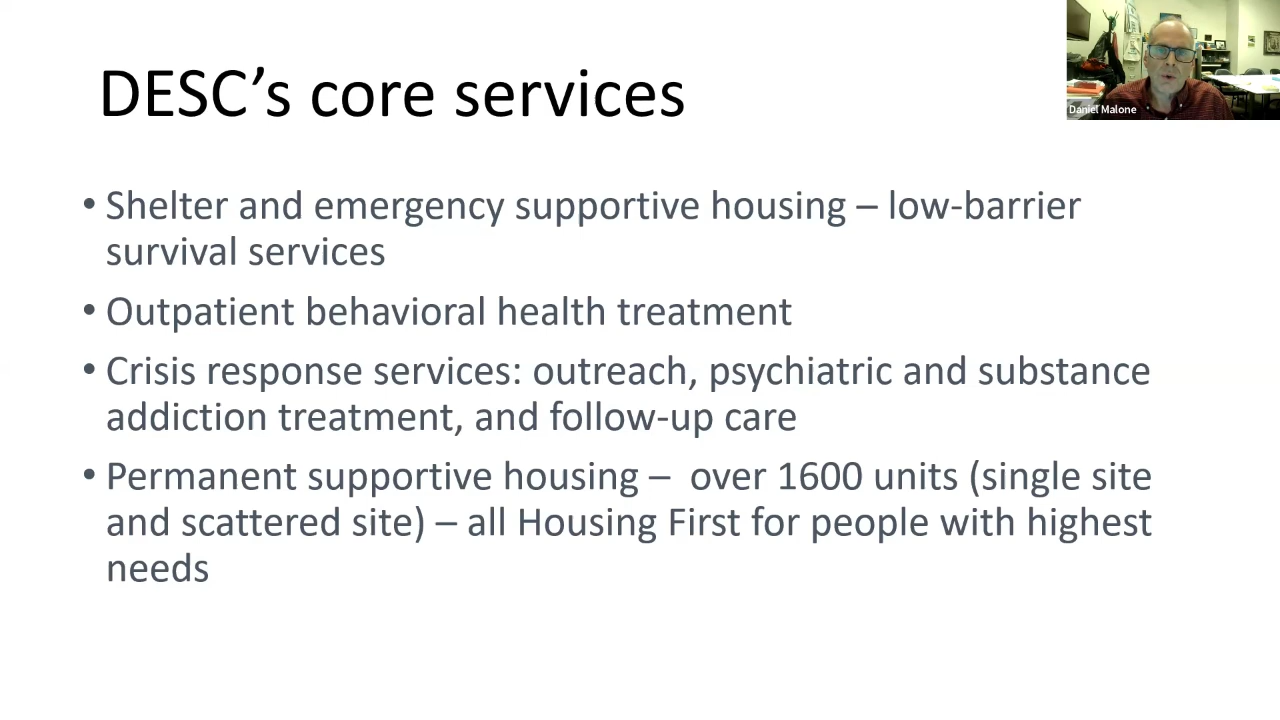 DESC’s core services
Daniel Malone
• Shelter and emergency supportive housing – low-barrier
survival services
• Outpatient behavioral health treatment
• Crisis response services: outreach, psychiatric and substance
addiction treatment, and follow-up care
• Permanent supportive housing –  over 1600 units (single site
and scattered site) – all Housing First for people with highest
needs